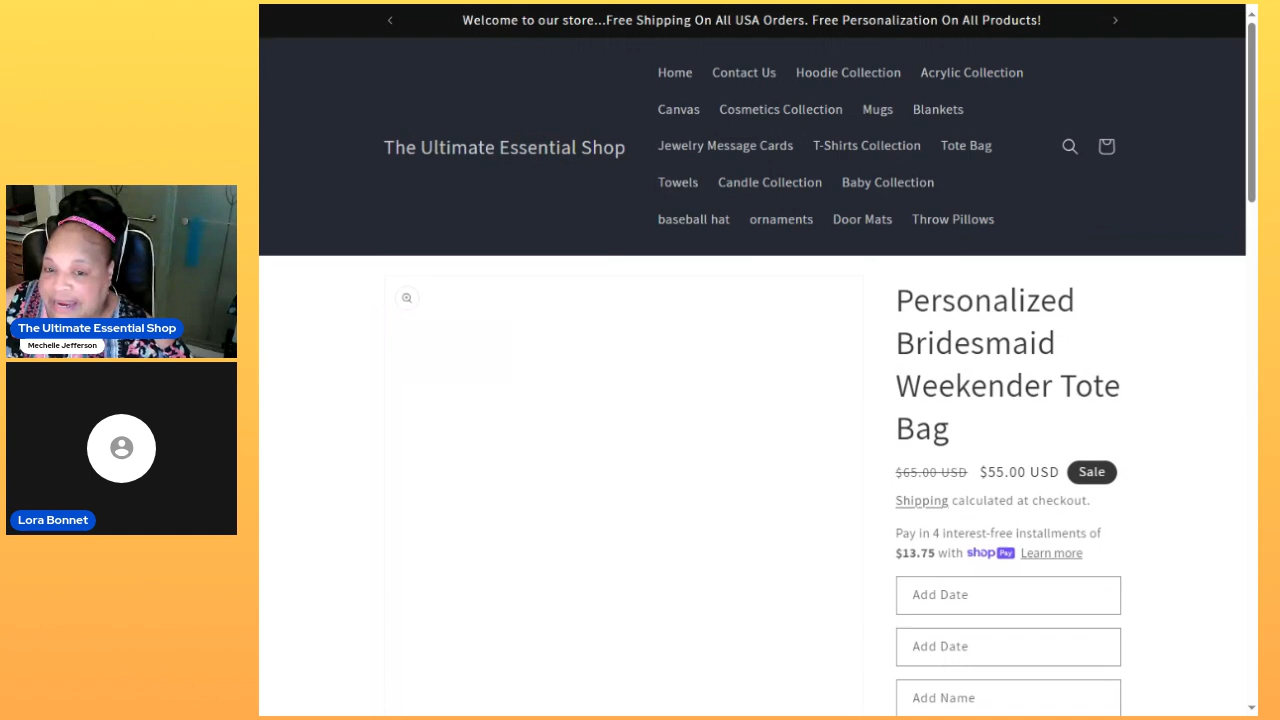 Welcome to our store...Free Shipping On All USA Orders. Free Personalization On All Products!
The Ultimate Essential Shop
Home Contact Us Hoodie Collection Acrylic Collection
Canvas Cosmetics Collection Mugs Blankets
Jewelry Message Cards T-Shirts Collection Tote Bag
Towels Candle Collection Baby Collection
baseball hat ornaments Door Mats Throw Pillows
The Ultimate Essential Shop
Mechelle Jefferson
Lora Bonnet
Personalized
Bridesmaid
Weekender Tote
Bag
$65.00 USD $55.00 USD Sale
Shipping calculated at checkout.
Pay in 4 interest-free installments of
$13.75 with shop Pay Learn more
Add Date
Add Date
Add Name